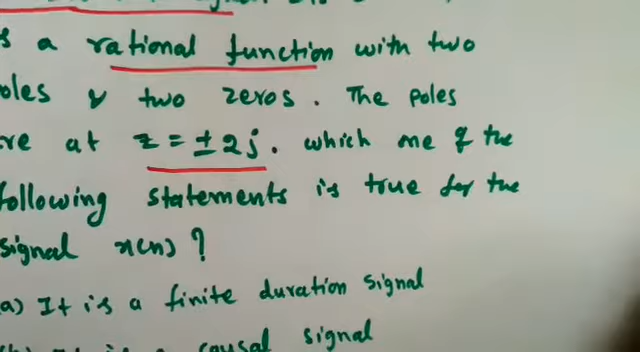 s a rational function with two
oles & two zeros. The poles
re at z = ± 2j. which one of the
following statements is true for the
signal x(n) ?
a) It is a finite duration signal
causal signal